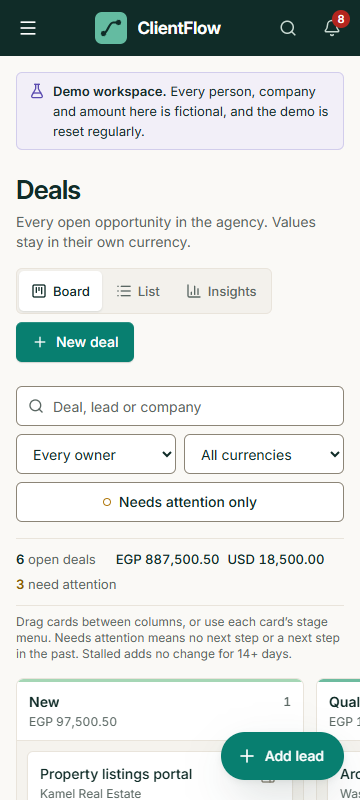 ClientFlow
8
Demo workspace. Every person, company
and amount here is fictional, and the demo is
reset regularly.
Deals
Every open opportunity in the agency. Values
stay in their own currency.
Board
List
Insights
New deal
Deal, lead or company
Every owner
All currencies
Needs attention only
6 open deals EGP 887,500.50 USD 18,500.00
3 need attention
Drag cards between columns, or use each card's stage
menu. Needs attention means no next step or a next step
in the past. Stalled adds no change for 14+ days.
New 1
EGP 97,500.50
Qual
EGP 1
Property listings portal
Kamel Real Estate
Add lead